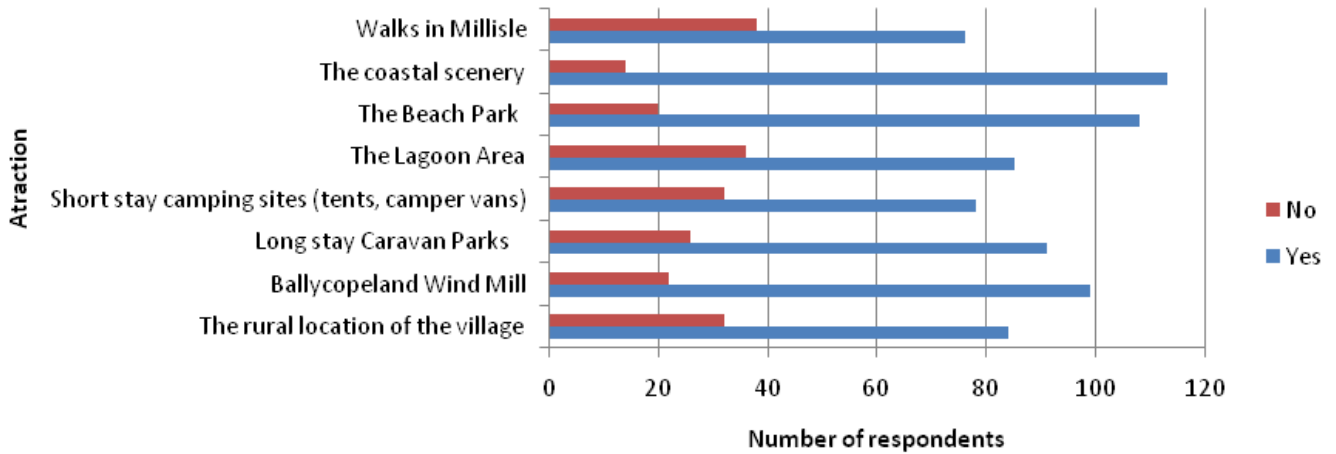 Walks in Millisle
The coastal scenery
The Beach Park
The Lagoon Area
Short stay camping sites (tents, camper vans)
Long stay Caravan Parks
Ballycopeland Wind Mill
The rural location of the village
Atraction
No
Yes
0 20 40 60 80 100 120
Number of respondents